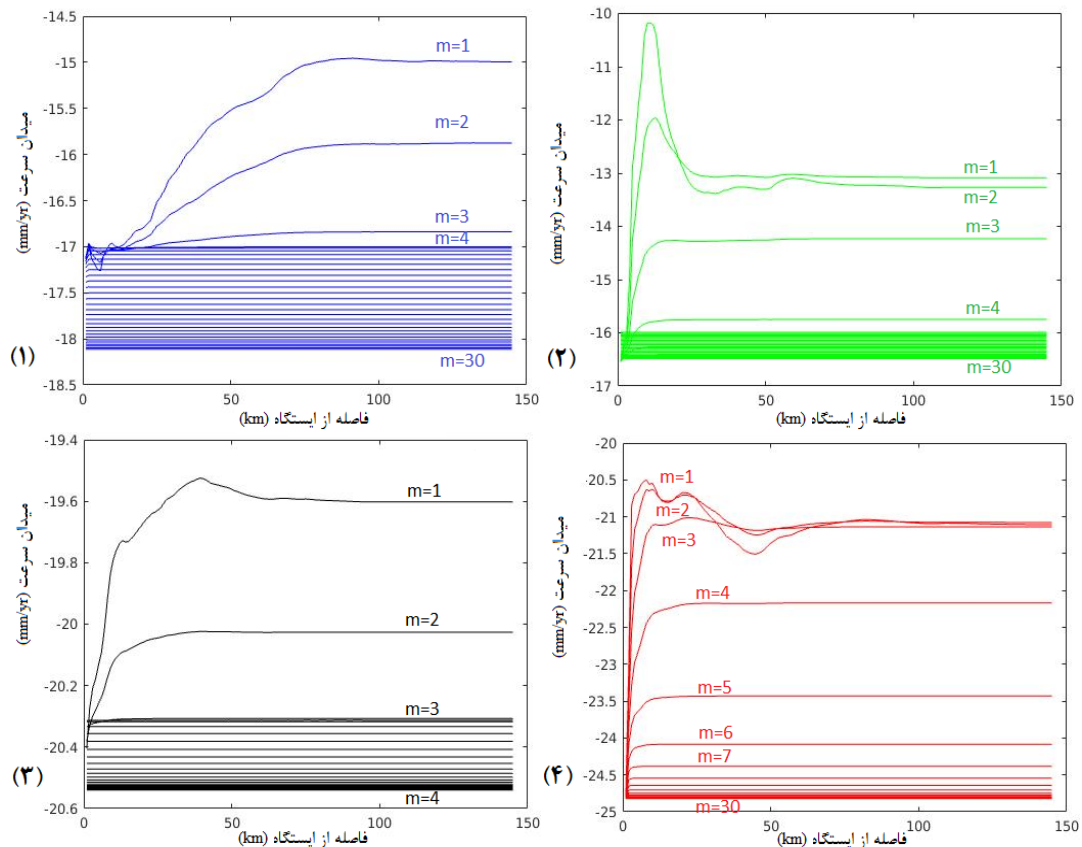 -14.5
-15
-15.5
-16
-16.5
-17
-17.5
-18
-18.5
0
50
100
150
m=1
m=2
m=3
m=4
m=30
(۱)
میدان سرعت (mm/yr)
فاصله از ایستگاه (km)
-10
-11
-12
-13
-14
-15
-16
-17
0
50
100
150
m=1
m=2
m=3
m=4
m=30
(۲)
میدان سرعت (mm/yr)
فاصله از ایستگاه (km)
-19.4
-19.6
-19.8
-20
-20.2
-20.4
-20.6
0
50
100
150
m=1
m=2
m=3
m=4
(۳)
میدان سرعت (mm/yr)
فاصله از ایستگاه (km)
-20
-20.5
-21
-21.5
-22
-22.5
-23
-23.5
-24
-24.5
-25
0
50
100
150
m=1
m=2
m=3
m=4
m=5
m=6
m=7
m=30
(۴)
میدان سرعت (mm/yr)
فاصله از ایستگاه (km)